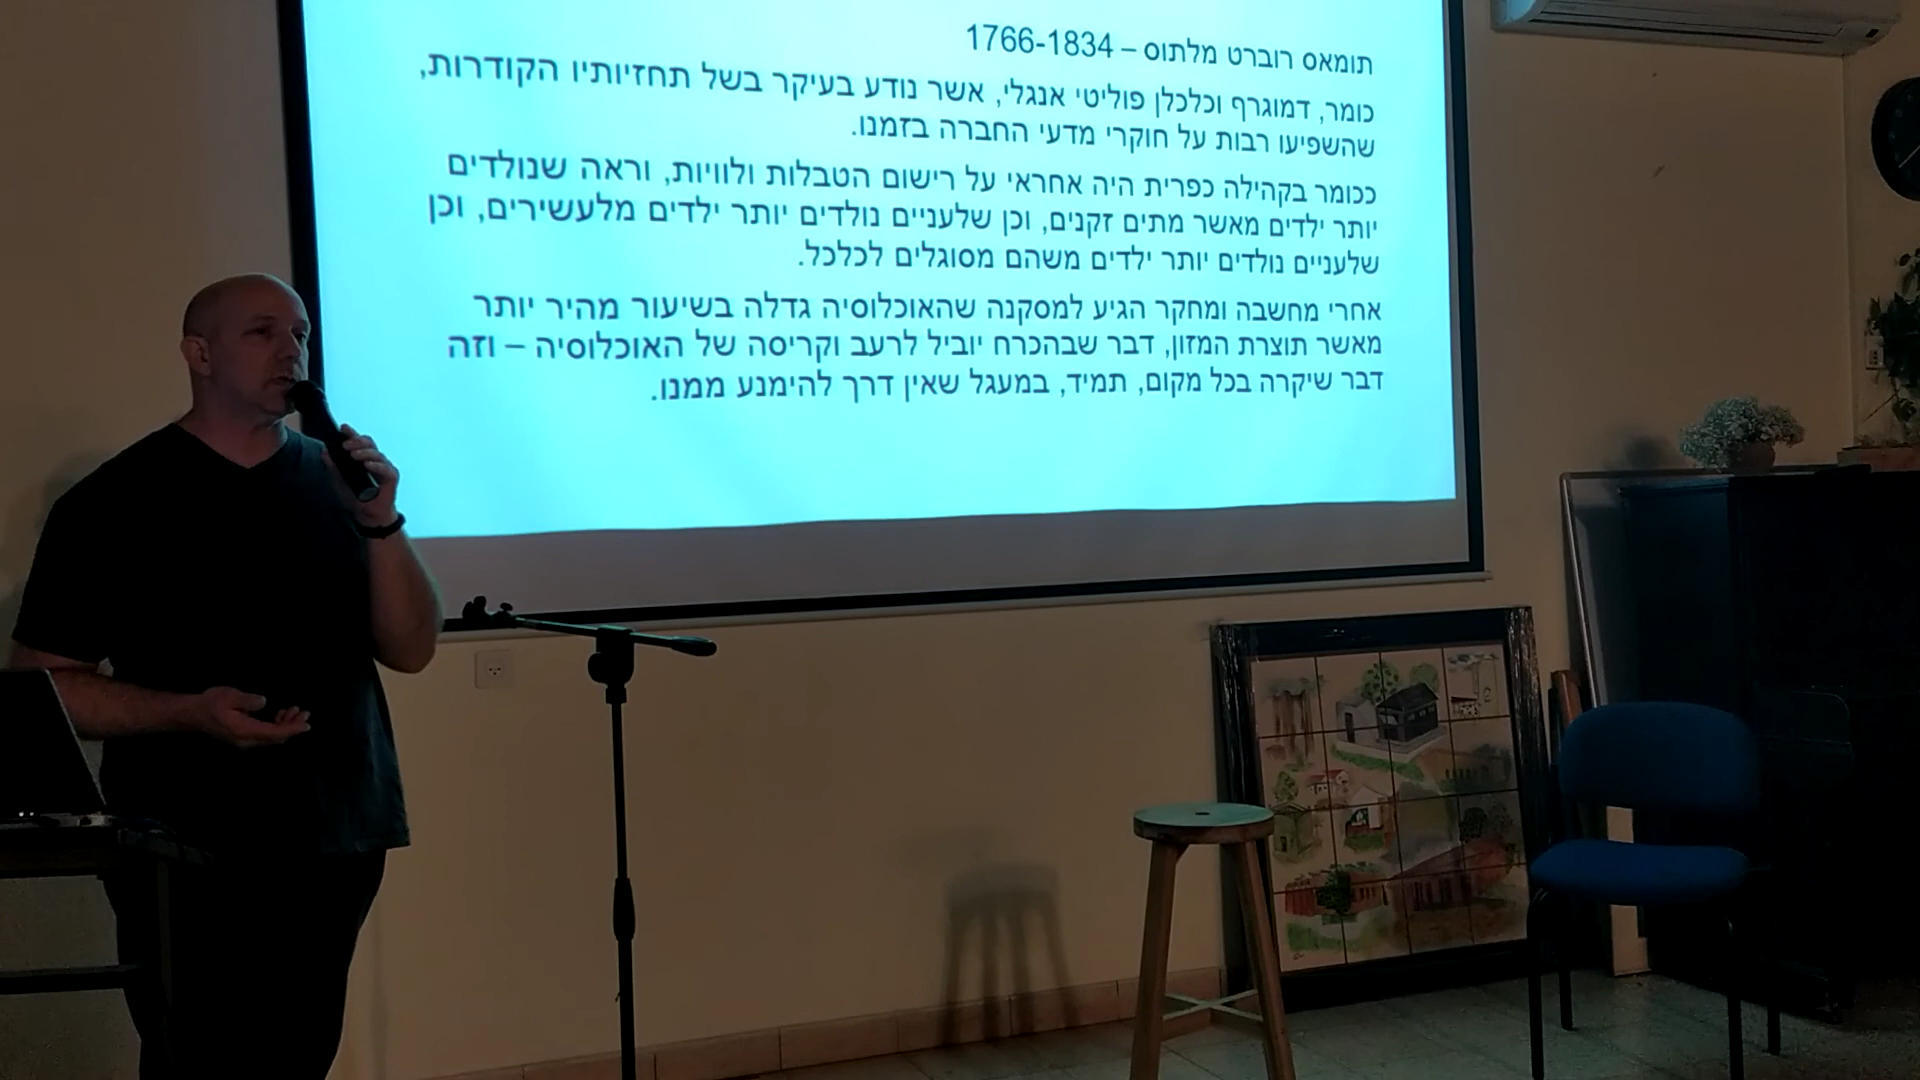 תומאס רוברט מלתוס – 1766-1834
כומר, דמוגרף וכלכלן פוליטי אנגלי, אשר נודע בעיקר בשל תחזיותיו הקודרות,
שהשפיעו רבות על חוקרי מדעי החברה בזמנו.
ככומר בקהילה כפרית היה אחראי על רישום הטבלות ולוויות, וראה שנולדים
יותר ילדים מאשר מתים זקנים, וכן שלעניים נולדים יותר ילדים מלעשירים, וכן
שלעניים נולדים יותר ילדים משהם מסוגלים לכלכל.
אחרי מחשבה ומחקר הגיע למסקנה שהאוכלוסיה גדלה בשיעור מהיר יותר
מאשר תוצרת המזון, דבר שבהכרח יוביל לרעב וקריסה של האוכלוסיה – וזה
דבר שיקרה בכל מקום, תמיד, במעגל שאין דרך להימנע ממנו.